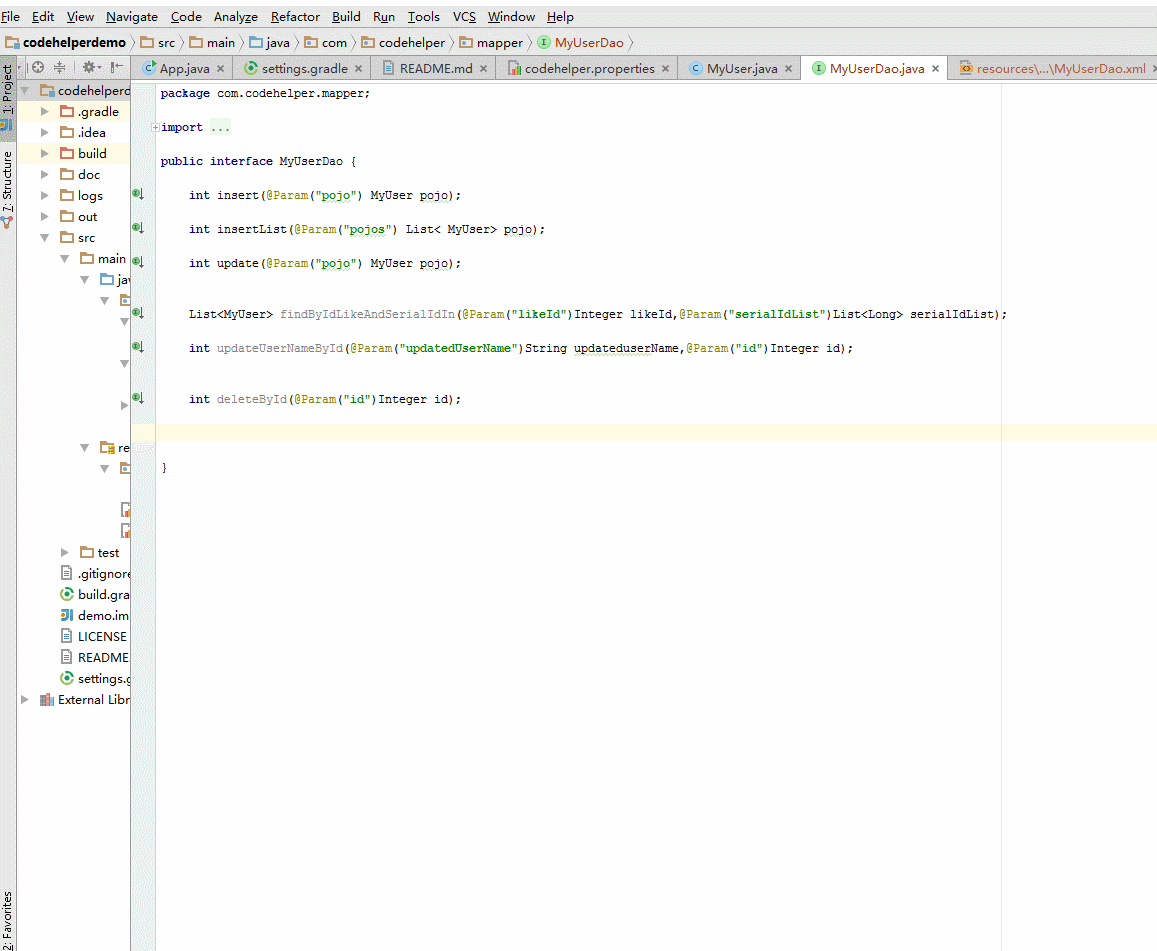 File Edit View Navigate Code Analyze Refactor Build Run Tools VCS Window Help
codehelperdemo src main java com codehelper mapper MyUserDao
App.java settings.gradle README.md codehelper.properties MyUser.java MyUserDao.java resources\...\MyUserDao.xml
1: Project
7: Structure
2: Favorites
codehelperd
.gradle
.idea
build
doc
logs
out
src
main
jav
re
test
.gitignore
build.gra
demo.im
LICENSE
README
settings.g
External Libr
package com.codehelper.mapper;
import ...
public interface MyUserDao {
int insert(@Param("pojo") MyUser pojo);
int insertList(@Param("pojos") List< MyUser> pojo);
int update(@Param("pojo") MyUser pojo);
List<MyUser> findByIdLikeAndSerialIdIn(@Param("likeId")Integer likeId,@Param("serialIdList")List<Long> serialIdList);
int updateUserNameById(@Param("updatedUserName")String updateduserName,@Param("id")Integer id);
int deleteById(@Param("id")Integer id);
}